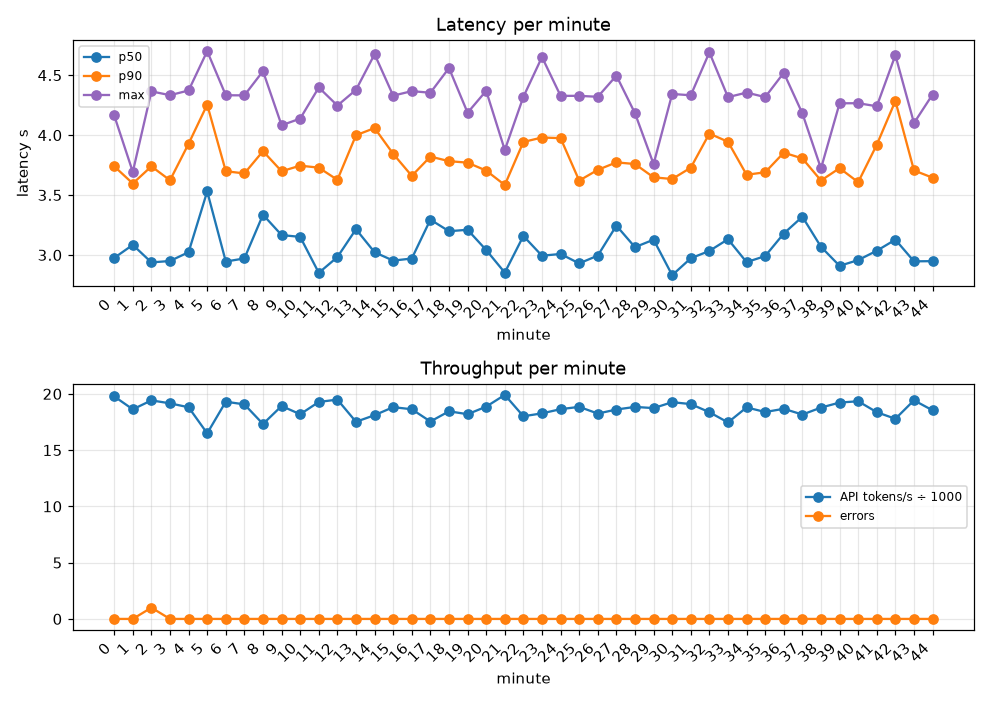 Latency per minute
p50
p90
max
4.5
4.0
3.5
3.0
latency s
0 1 2 3 4 5 6 7 8 9 10 11 12 13 14 15 16 17 18 19 20 21 22 23 24 25 26 27 28 29 30 31 32 33 34 35 36 37 38 39 40 41 42 43 44
minute
Throughput per minute
20
15
10
5
0
API tokens/s ÷ 1000
errors
0 1 2 3 4 5 6 7 8 9 10 11 12 13 14 15 16 17 18 19 20 21 22 23 24 25 26 27 28 29 30 31 32 33 34 35 36 37 38 39 40 41 42 43 44
minute